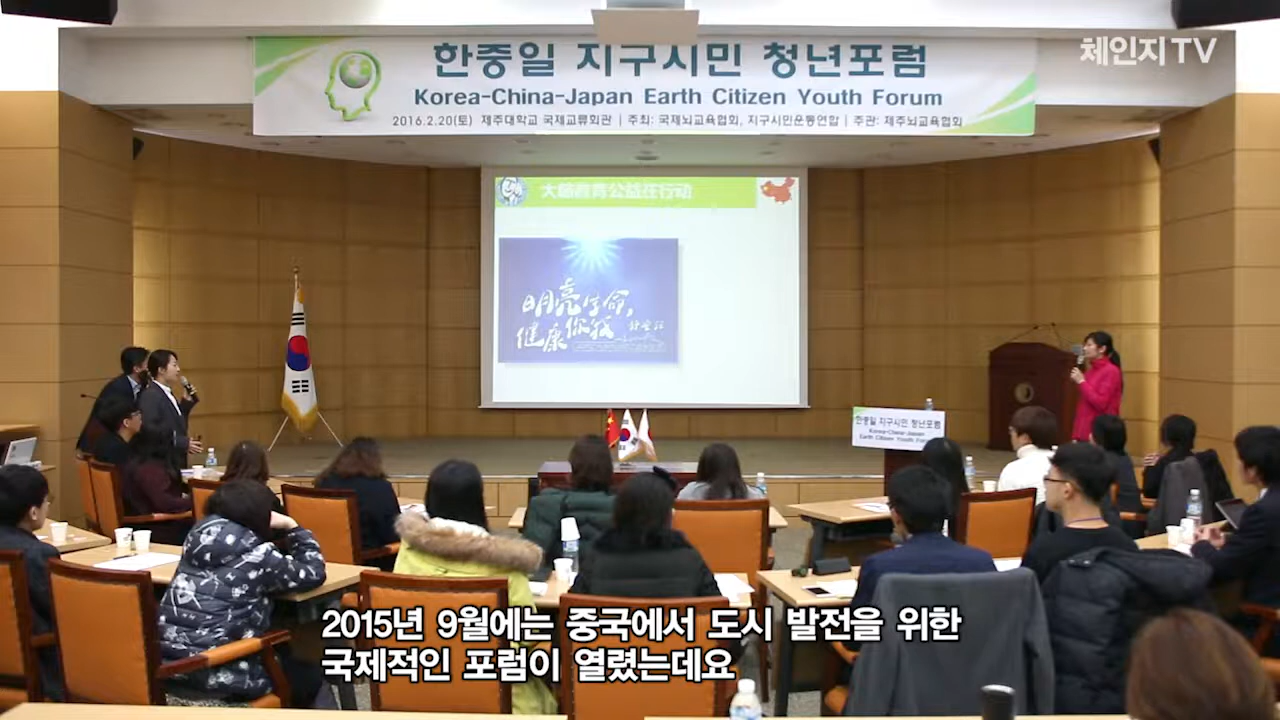 체인지TV
한중일 지구시민 청년포럼
Korea-China-Japan Earth Citizen Youth Forum
2016.2.20(토) 제주대학교 국제교류회관 | 주최: 국제뇌교육협회, 지구시민운동연합 | 주관: 제주뇌교육협회
大脑教育公益在行动
明亮生命,
健康你我
한중일 지구시민 청년포럼
Korea-China-Japan
Earth Citizen Youth Forum
2015년 9월에는 중국에서 도시 발전을 위한
국제적인 포럼이 열렸는데요